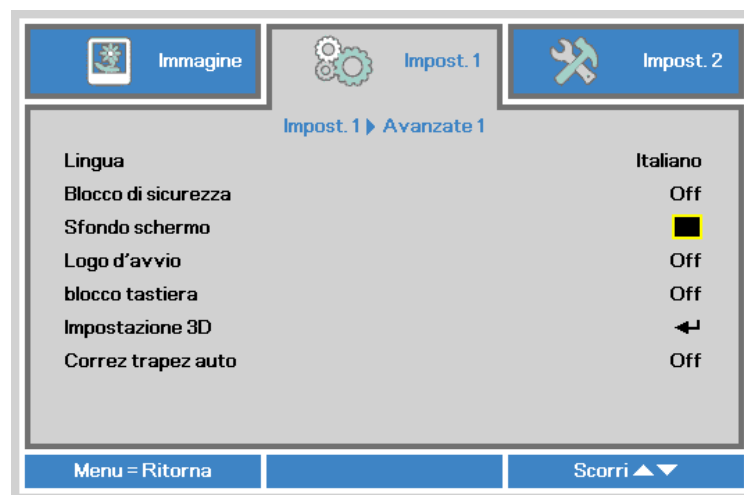 Immagine
Impost. 1
Impost. 2
Impost. 1 Avanzate 1
Lingua Italiano
Blocco di sicurezza Off
Sfondo schermo
Logo d'avvio Off
blocco tastiera Off
Impostazione 3D
Correz trapez auto Off
Menu = Ritorna
Scorri